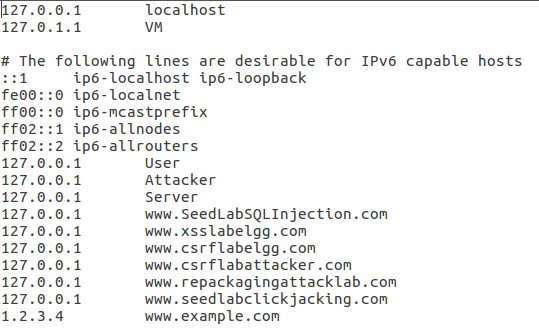 127.0.0.1 localhost
127.0.1.1 VM
# The following lines are desirable for IPv6 capable hosts
::1 ip6-localhost ip6-loopback
fe00::0 ip6-localnet
ff00::0 ip6-mcastprefix
ff02::1 ip6-allnodes
ff02::2 ip6-allrouters
127.0.0.1 User
127.0.0.1 Attacker
127.0.0.1 Server
127.0.0.1 www.SeedLabSQLInjection.com
127.0.0.1 www.xsslabelgg.com
127.0.0.1 www.csrflabelgg.com
127.0.0.1 www.csrflabattacker.com
127.0.0.1 www.repackagingattacklab.com
127.0.0.1 www.seedlabclickjacking.com
1.2.3.4 www.example.com